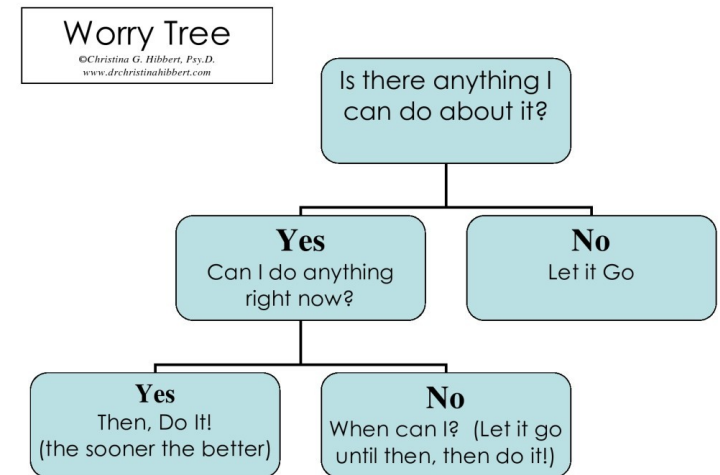 Worry Tree
©Christina G. Hibbert, Psy.D.
www.drchristinahibbert.com
Is there anything I
can do about it?
Yes
Can I do anything
right now?
No
Let it Go
Yes
Then, Do It!
(the sooner the better)
No
When can I?  (Let it go
until then, then do it!)